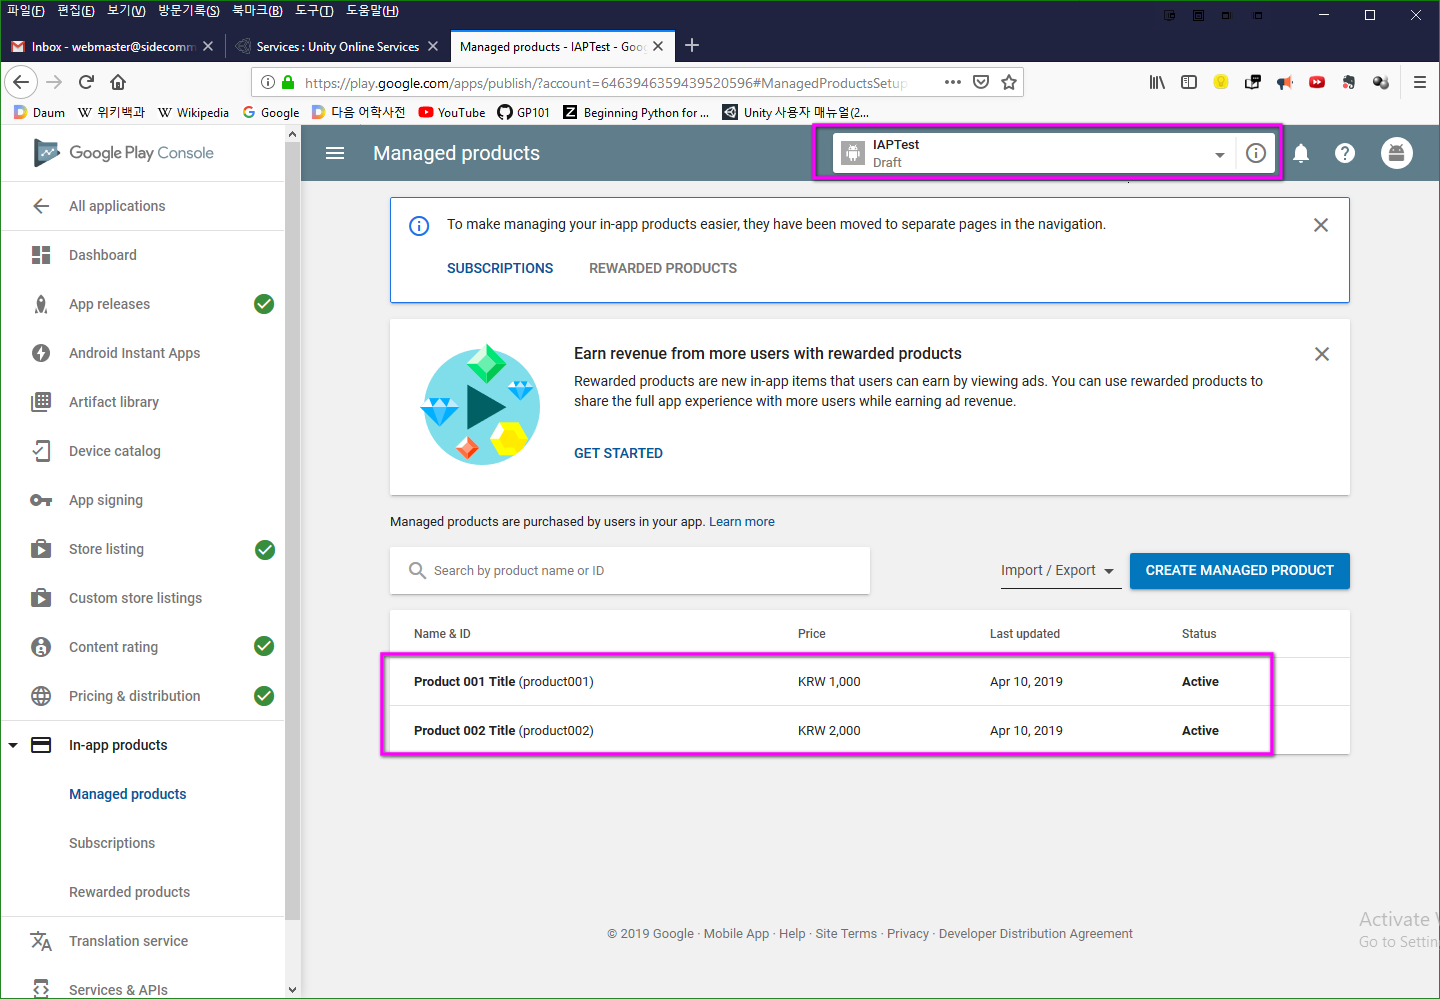 파일(F) 편집(E) 보기(V) 방문기록(S) 북마크(B) 도구(T) 도움말(H)
Inbox - webmaster@sidecomm
Services : Unity Online Services
Managed products - IAPTest - Goo
https://play.google.com/apps/publish/?account=6463946359439520596#ManagedProductsSetup
Daum 위키백과 Wikipedia Google 다음 어학사전 YouTube GP101 Beginning Python for ... Unity 사용자 매뉴얼(2...
Google Play Console
All applications
Dashboard
App releases
Android Instant Apps
Artifact library
Device catalog
App signing
Store listing
Custom store listings
Content rating
Pricing & distribution
In-app products
Managed products
Subscriptions
Rewarded products
Translation service
Services & APIs
Managed products
IAPTest
Draft
To make managing your in-app products easier, they have been moved to separate pages in the navigation.
SUBSCRIPTIONS REWARDED PRODUCTS
Earn revenue from more users with rewarded products
Rewarded products are new in-app items that users can earn by viewing ads. You can use rewarded products to
share the full app experience with more users while earning ad revenue.
GET STARTED
Managed products are purchased by users in your app. Learn more
Search by product name or ID
Import / Export
CREATE MANAGED PRODUCT
Name & ID Price Last updated Status
Product 001 Title (product001) KRW 1,000 Apr 10, 2019 Active
Product 002 Title (product002) KRW 2,000 Apr 10, 2019 Active
© 2019 Google · Mobile App · Help · Site Terms · Privacy · Developer Distribution Agreement
Activate
Go to Settin